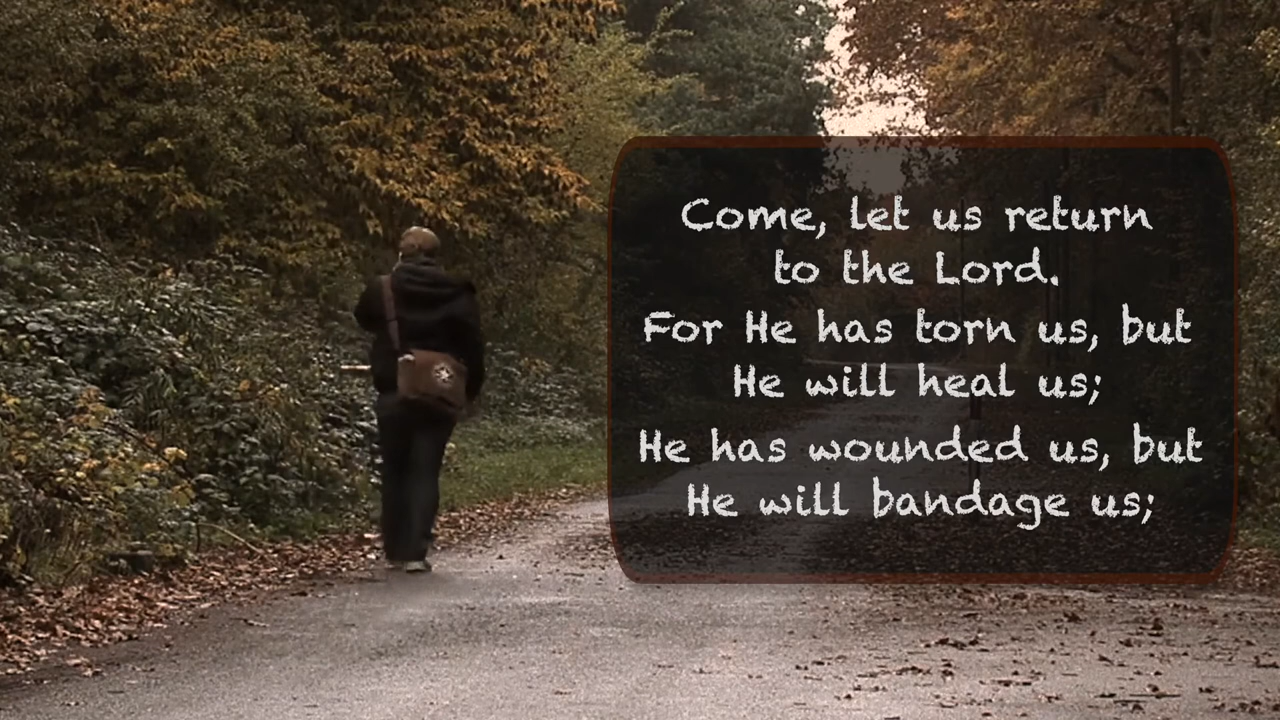 Come, let us return
to the Lord.
For He has torn us, but
He will heal us;
He has wounded us, but
He will bandage us;